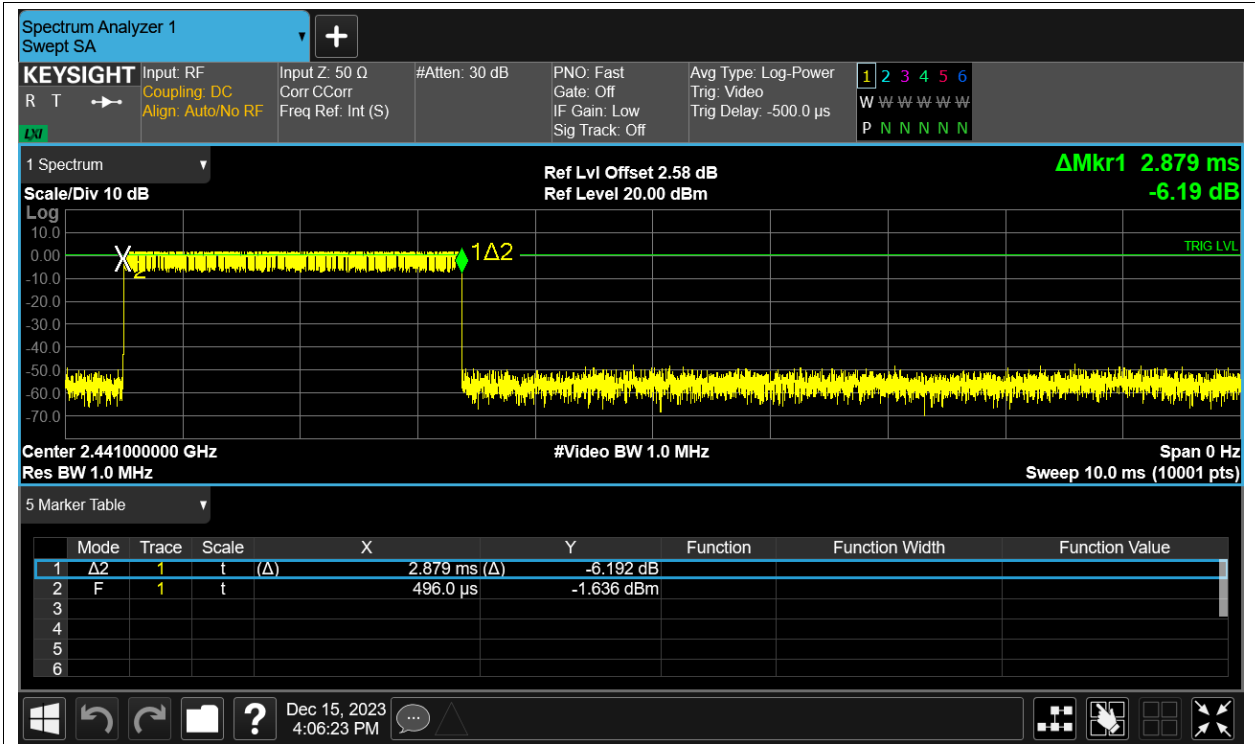 Spectrum Analyzer 1
Swept SA
KEYSIGHT
R T
LXI
Input: RF
Coupling: DC
Align: Auto/No RF
Input Z: 50 Ω
Corr CCorr
Freq Ref: Int (S)
#Atten: 30 dB
PNO: Fast
Gate: Off
IF Gain: Low
Sig Track: Off
Avg Type: Log-Power
Trig: Video
Trig Delay: -500.0 µs
1 2 3 4 5 6
W W W W W W
P N N N N N
1 Spectrum
Scale/Div 10 dB
Ref Lvl Offset 2.58 dB
Ref Level 20.00 dBm
ΔMkr1 2.879 ms
-6.19 dB
Log
10.0
0.00
-10.0
-20.0
-30.0
-40.0
-50.0
-60.0
-70.0
X
2
1Δ2
TRIG LVL
Center 2.441000000 GHz
Res BW 1.0 MHz
#Video BW 1.0 MHz
Span 0 Hz
Sweep 10.0 ms (10001 pts)
5 Marker Table
Mode Trace Scale X Y Function Function Width Function Value
1 Δ2 1 t (Δ) 2.879 ms (Δ) -6.192 dB
2 F 1 t 496.0 µs -1.636 dBm
3
4
5
6
?
Dec 15, 2023
4:06:23 PM